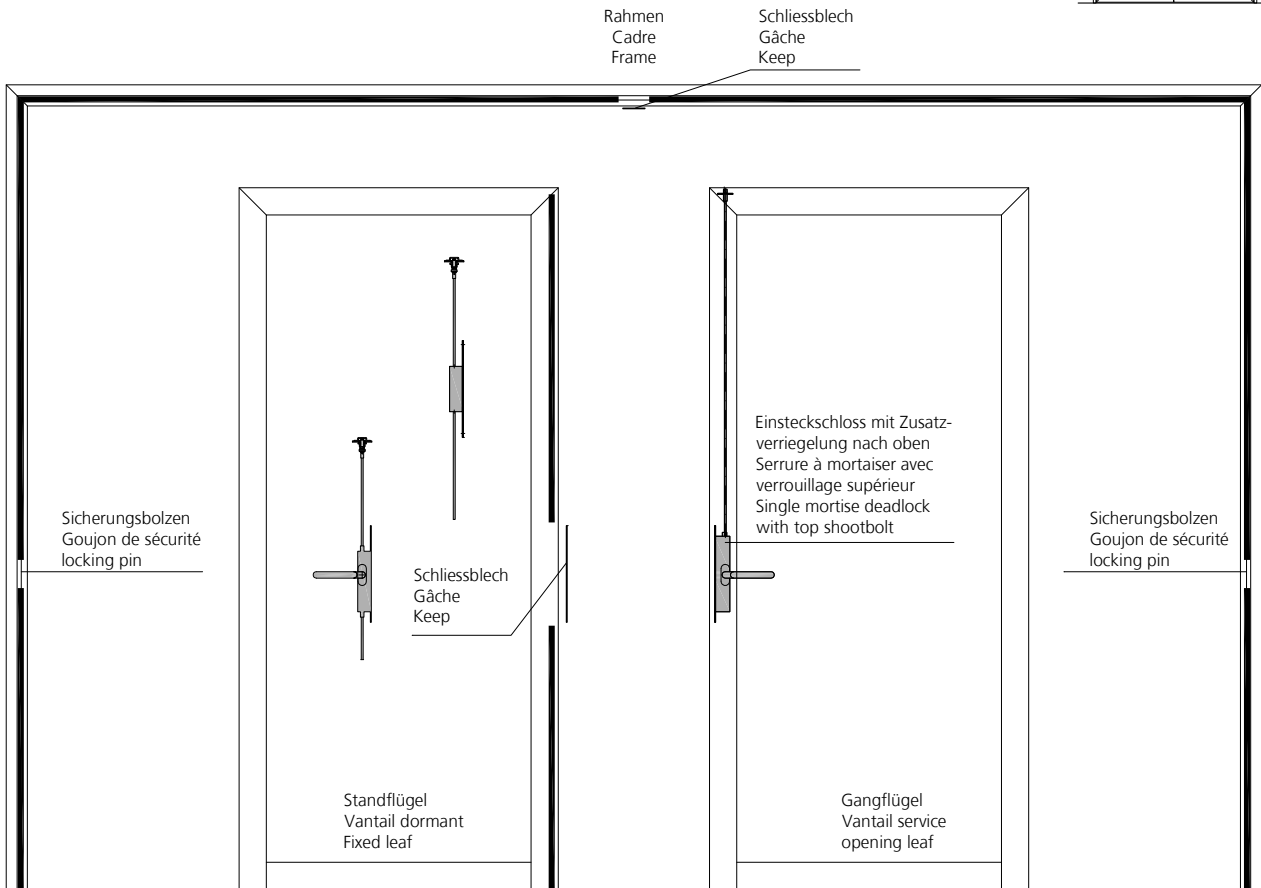 Rahmen
Cadre
Frame
Schliessblech
Gâche
Keep
Einsteckschloss mit Zusatz-
verriegelung nach oben
Serrure à mortaiser avec
verrouillage supérieur
Single mortise deadlock
with top shootbolt
Sicherungsbolzen
Goujon de sécurité
locking pin
Schliessblech
Gâche
Keep
Sicherungsbolzen
Goujon de sécurité
locking pin
Standflügel
Vantail dormant
Fixed leaf
Gangflügel
Vantail service
opening leaf